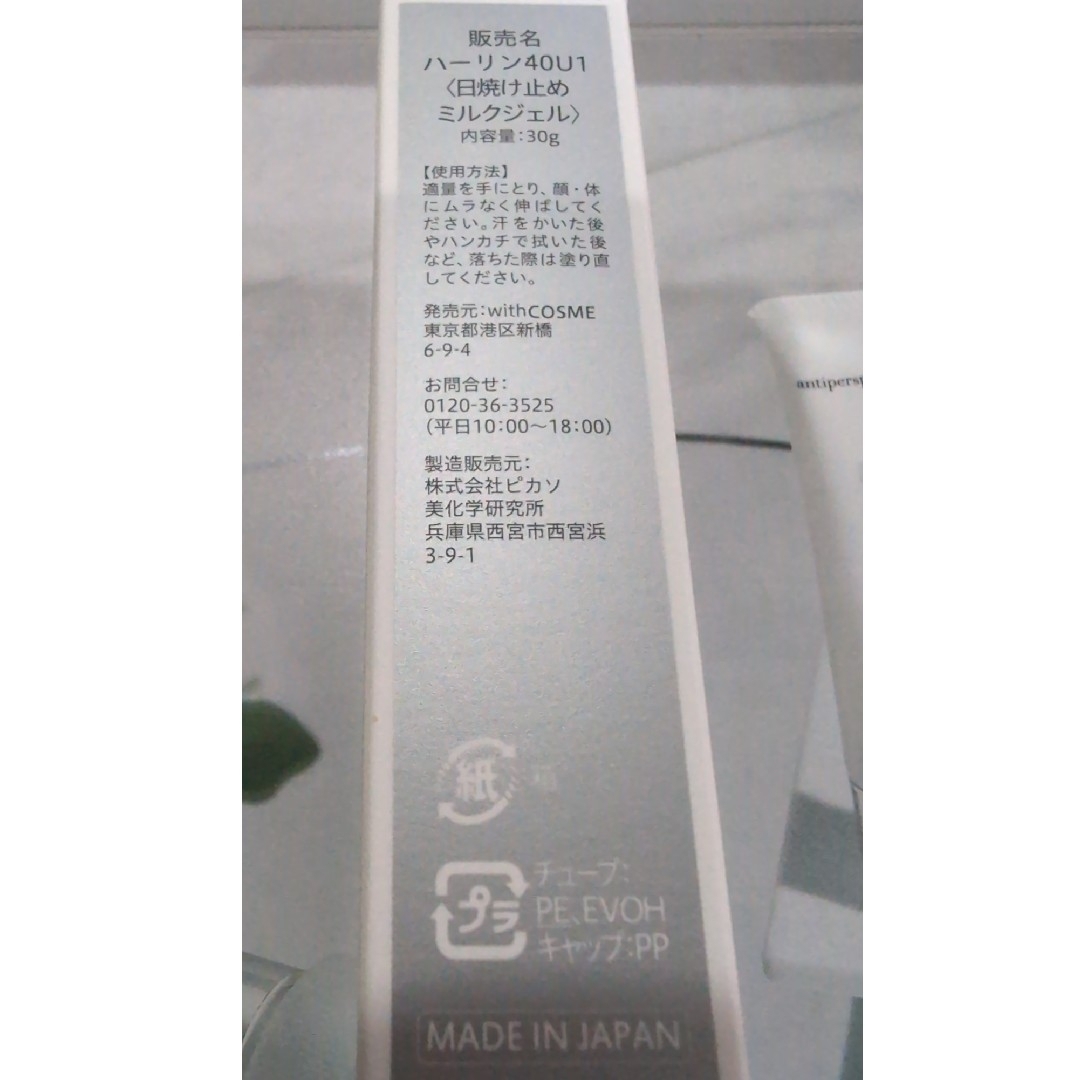 販売名
ハーリン40U1
〈日焼け止め
ミルクジェル〉
内容量：30g
【使用方法】
適量を手にとり、顔・体
にムラなく伸ばしてく
ださい。汗をかいた後
やハンカチで拭いた後
など、落ちた際は塗り直
してください。
発売元：withCOSME
東京都港区新橋
6-9-4
お問合せ：
0120-36-3525
（平日10：00～18：00）
製造販売元：
株式会社ピカソ
美化学研究所
兵庫県西宮市西宮浜
3-9-1
紙 箱
プラ
チューブ：
PE、EVOH
キャップ：PP
MADE IN JAPAN